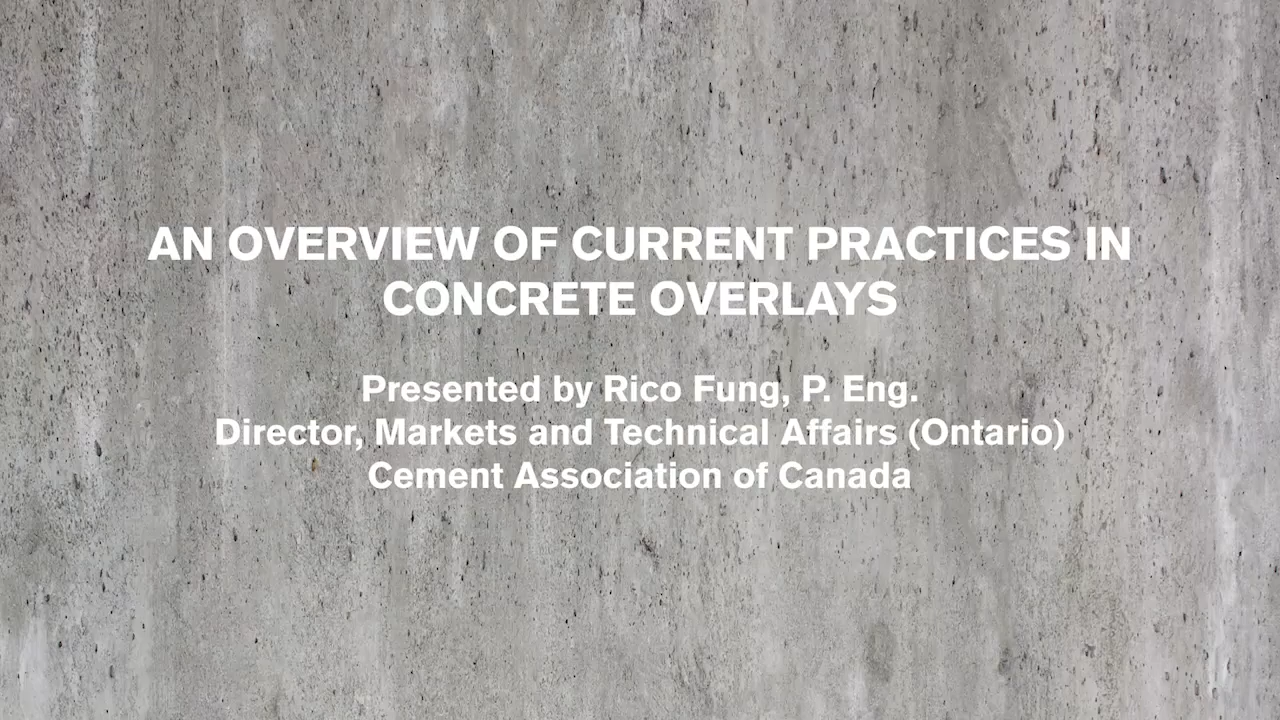 AN OVERVIEW OF CURRENT PRACTICES IN
CONCRETE OVERLAYS
Presented by Rico Fung, P. Eng.
Director, Markets and Technical Affairs (Ontario)
Cement Association of Canada